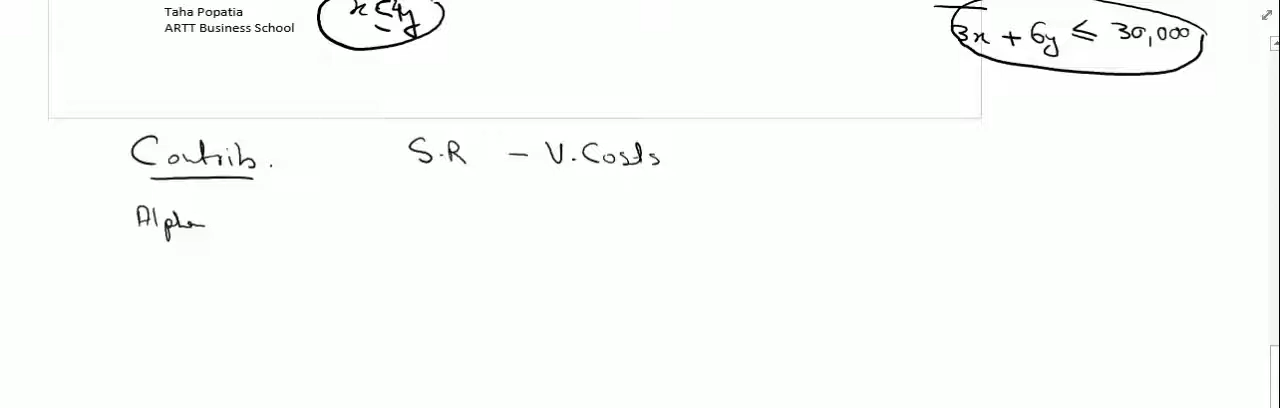 Taha Popatia
ARTT Business School
x ≤ 4y
3x + 6y ≤ 30,000
Contrib. S.R - V.Costs
Alpha